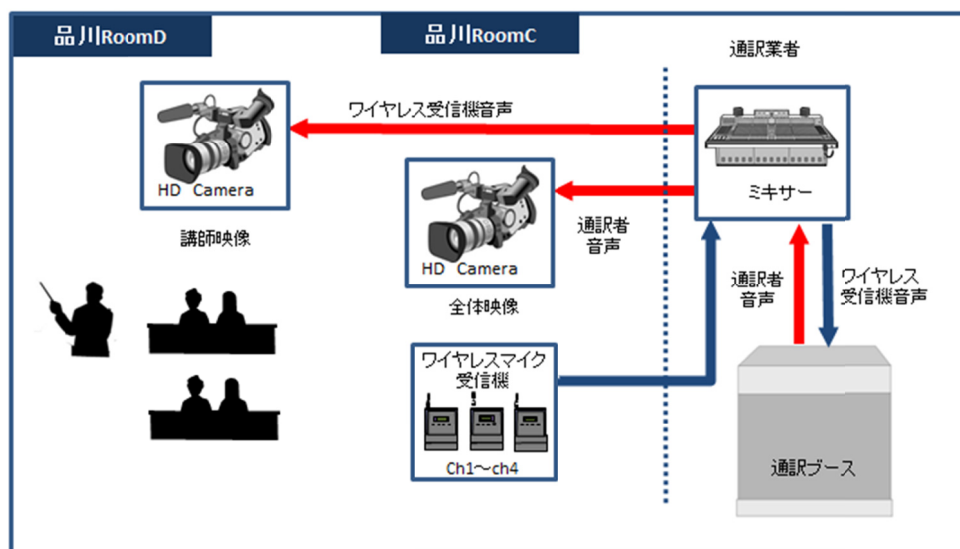 品川RoomD
品川RoomC
通訳業者
ワイヤレス受信機音声
HD Camera
講師映像
HD Camera
全体映像
通訳者
音声
ミキサー
通訳者
音声
ワイヤレス
受信機音声
ワイヤレスマイク
受信機
Ch1～ch4
通訳ブース